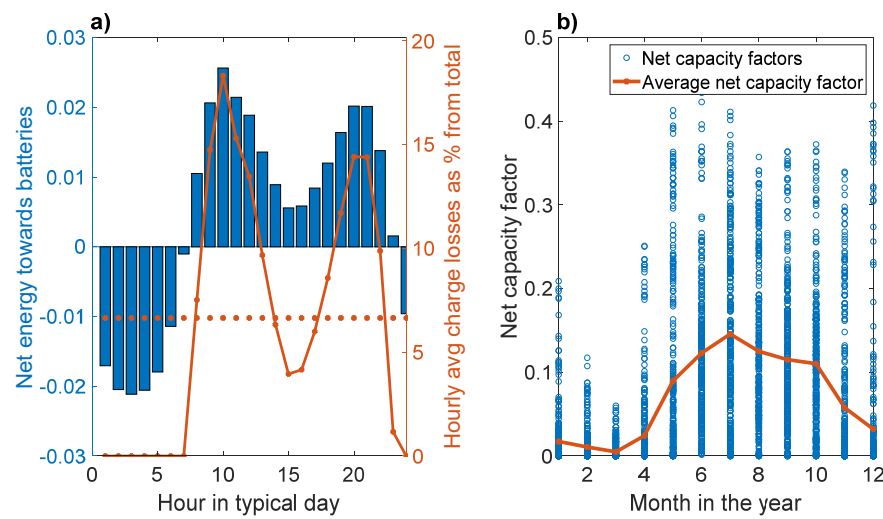 a)
Net energy towards batteries
0.03
0.02
0.01
0
-0.01
-0.02
-0.03
0 5 10 15 20
Hour in typical day
20
15
10
5
0
Hourly avg charge losses as % from total
b)
Net capacity factor
0.5
0.4
0.3
0.2
0.1
0
2 4 6 8 10 12
Month in the year
Net capacity factors
Average net capacity factor